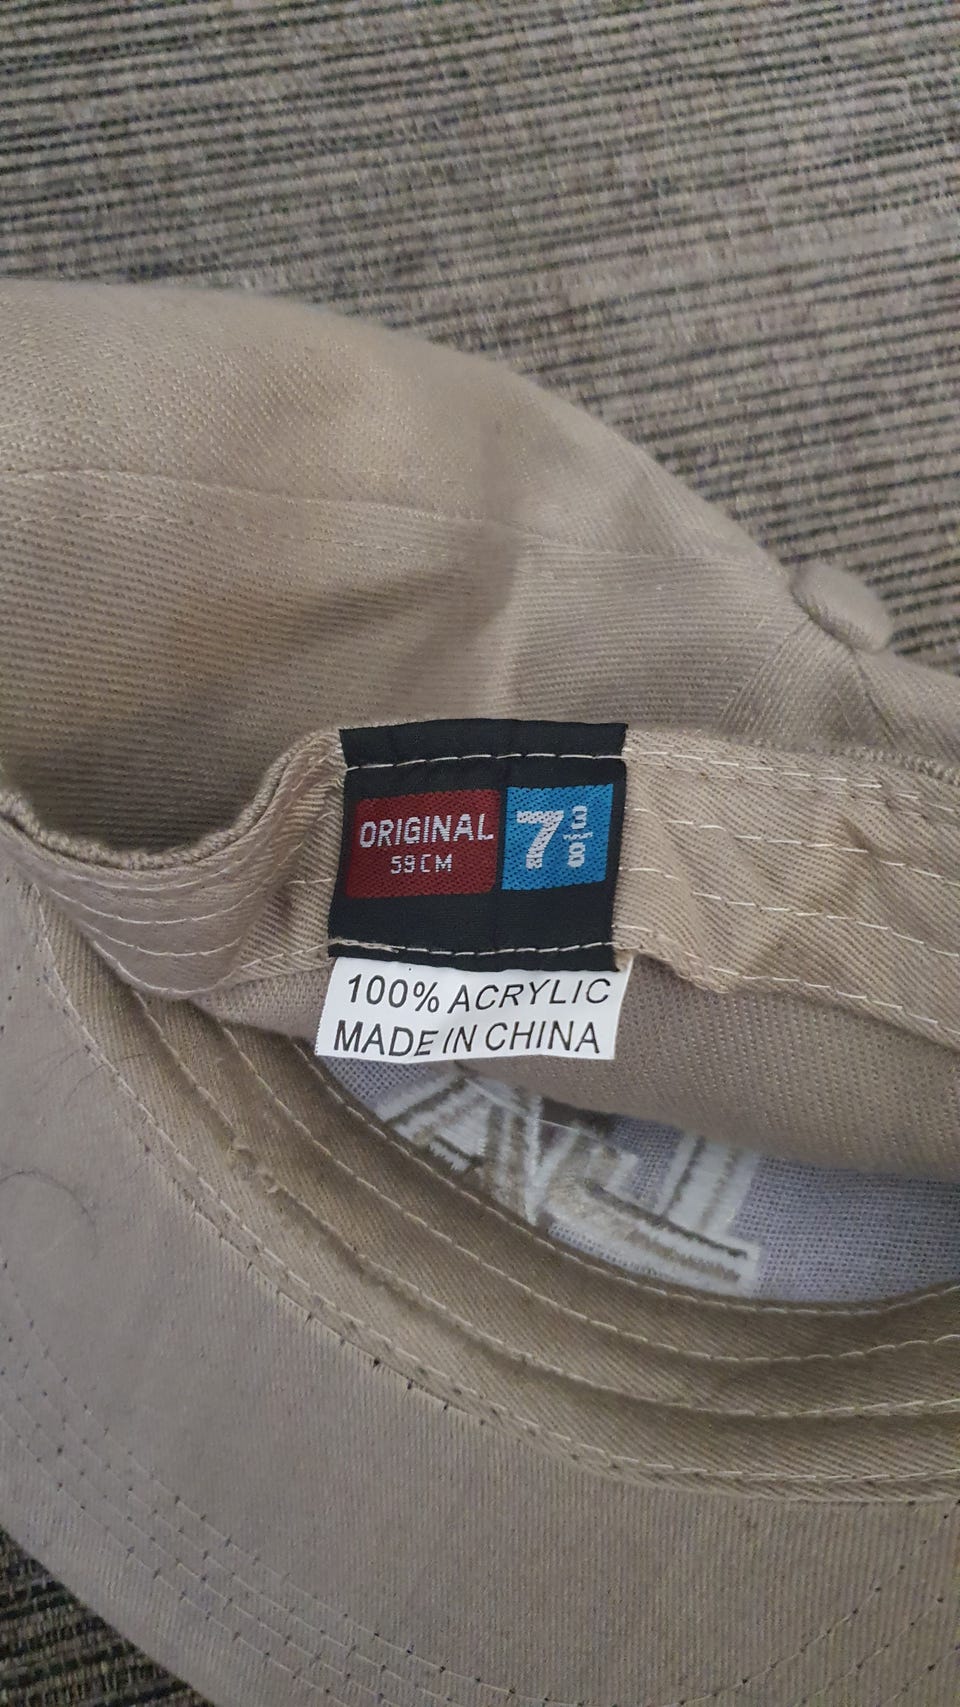 ORIGINAL
59CM
7 3/8
100% ACRYLIC
MADE IN CHINA